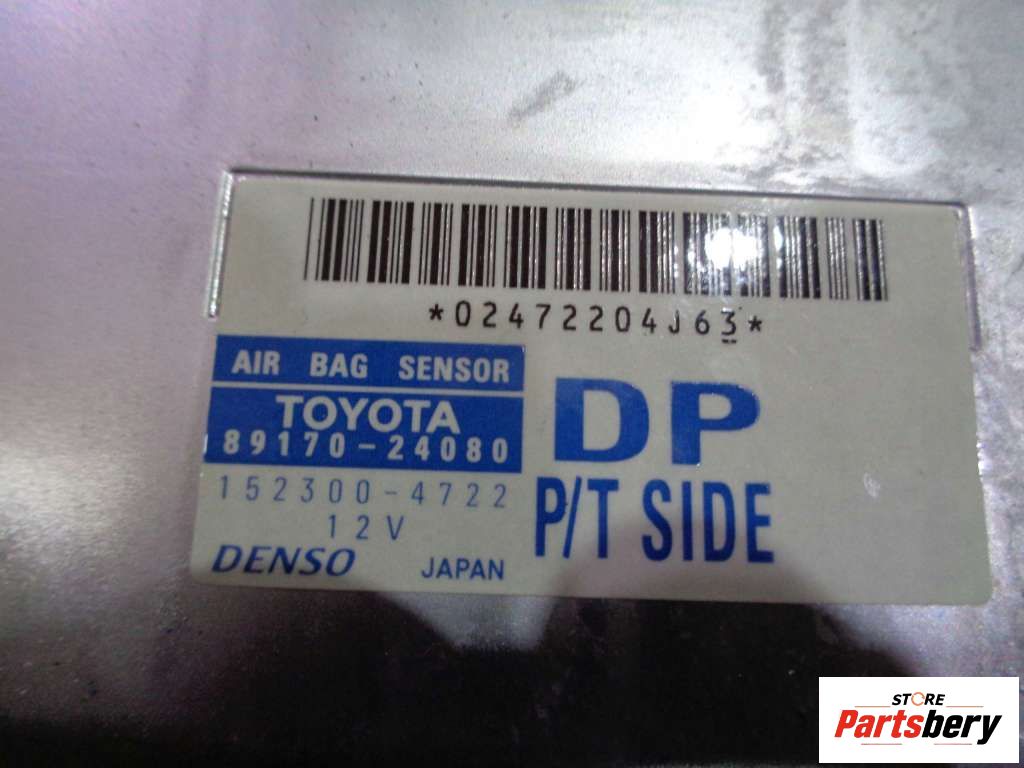 *02472204J63*
AIR BAG SENSOR
TOYOTA
89170-24080
DP
152300-4722
12V
P/T SIDE
DENSO JAPAN
STORE
Partsbery